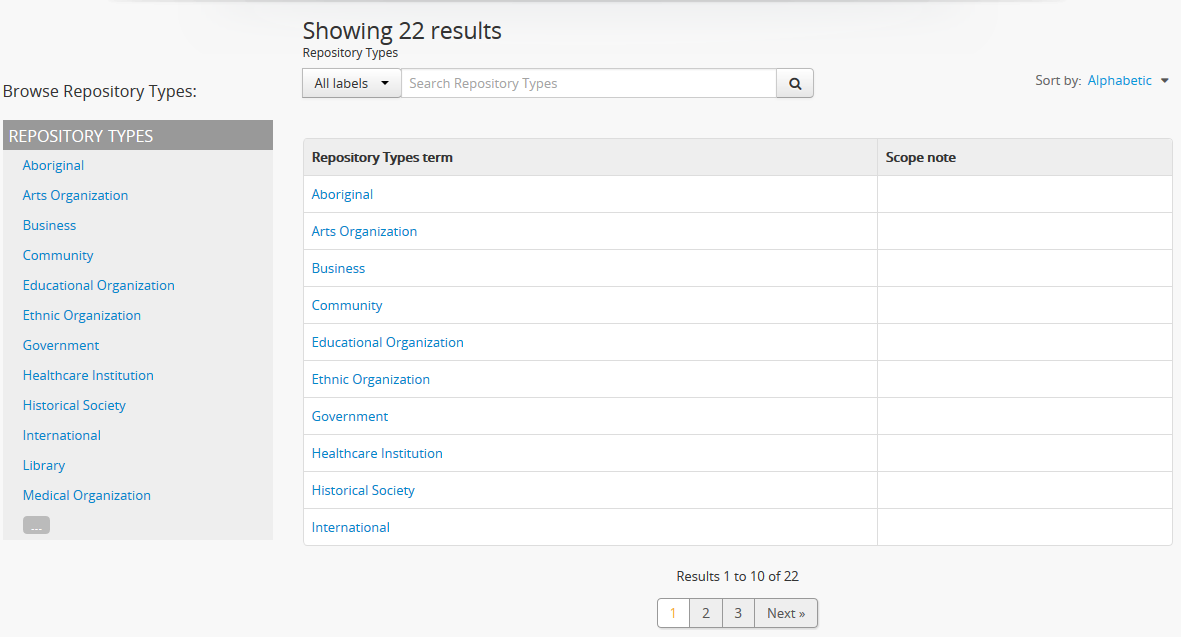 Showing 22 results
Repository Types
All labels
Search Repository Types
Sort by: Alphabetic
Browse Repository Types:
REPOSITORY TYPES
Aboriginal
Arts Organization
Business
Community
Educational Organization
Ethnic Organization
Government
Healthcare Institution
Historical Society
International
Library
Medical Organization
...
Repository Types term Scope note
Aboriginal
Arts Organization
Business
Community
Educational Organization
Ethnic Organization
Government
Healthcare Institution
Historical Society
International
Results 1 to 10 of 22
1 2 3 Next »